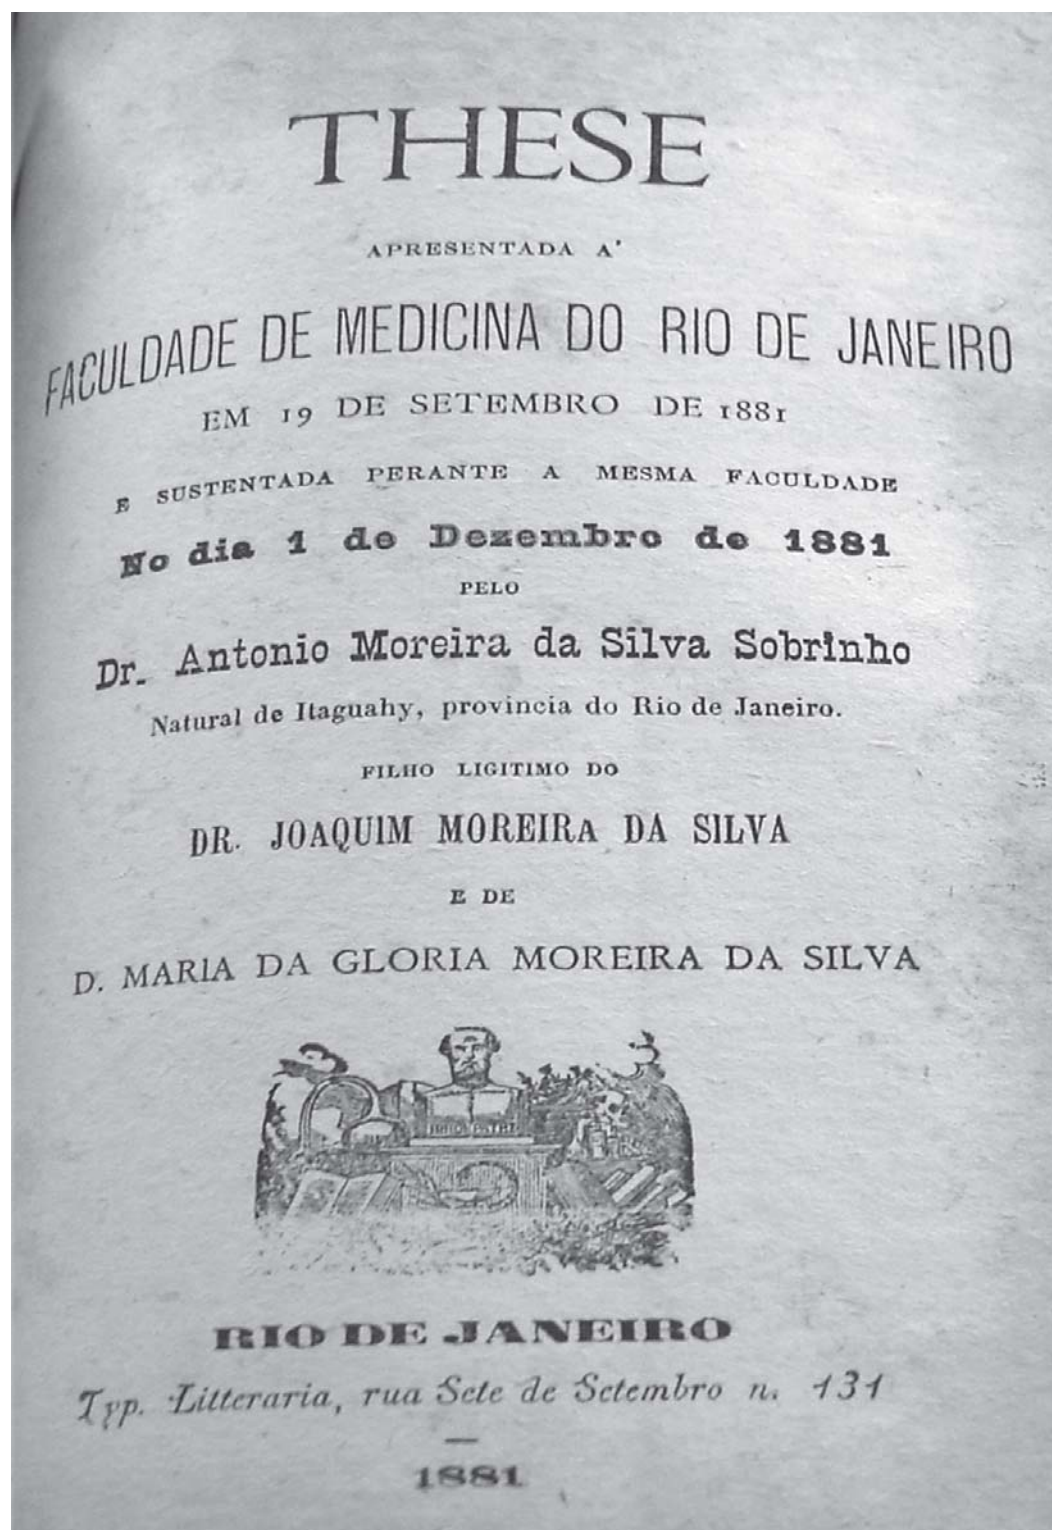 THESE
APRESENTADA A'
FACULDADE DE MEDICINA DO RIO DE JANEIRO
EM 19 DE SETEMBRO DE 1881
E SUSTENTADA PERANTE A MESMA FACULDADE
No dia 1 de Dezembro de 1881
PELO
Dr. Antonio Moreira da Silva Sobrinho
Natural de Itaguahy, provincia do Rio de Janeiro.
FILHO LIGITIMO DO
DR. JOAQUIM MOREIRA DA SILVA
E DE
D. MARIA DA GLORIA MOREIRA DA SILVA
RIO DE JANEIRO
Typ. Litteraria, rua Sete de Setembro n. 131
1881